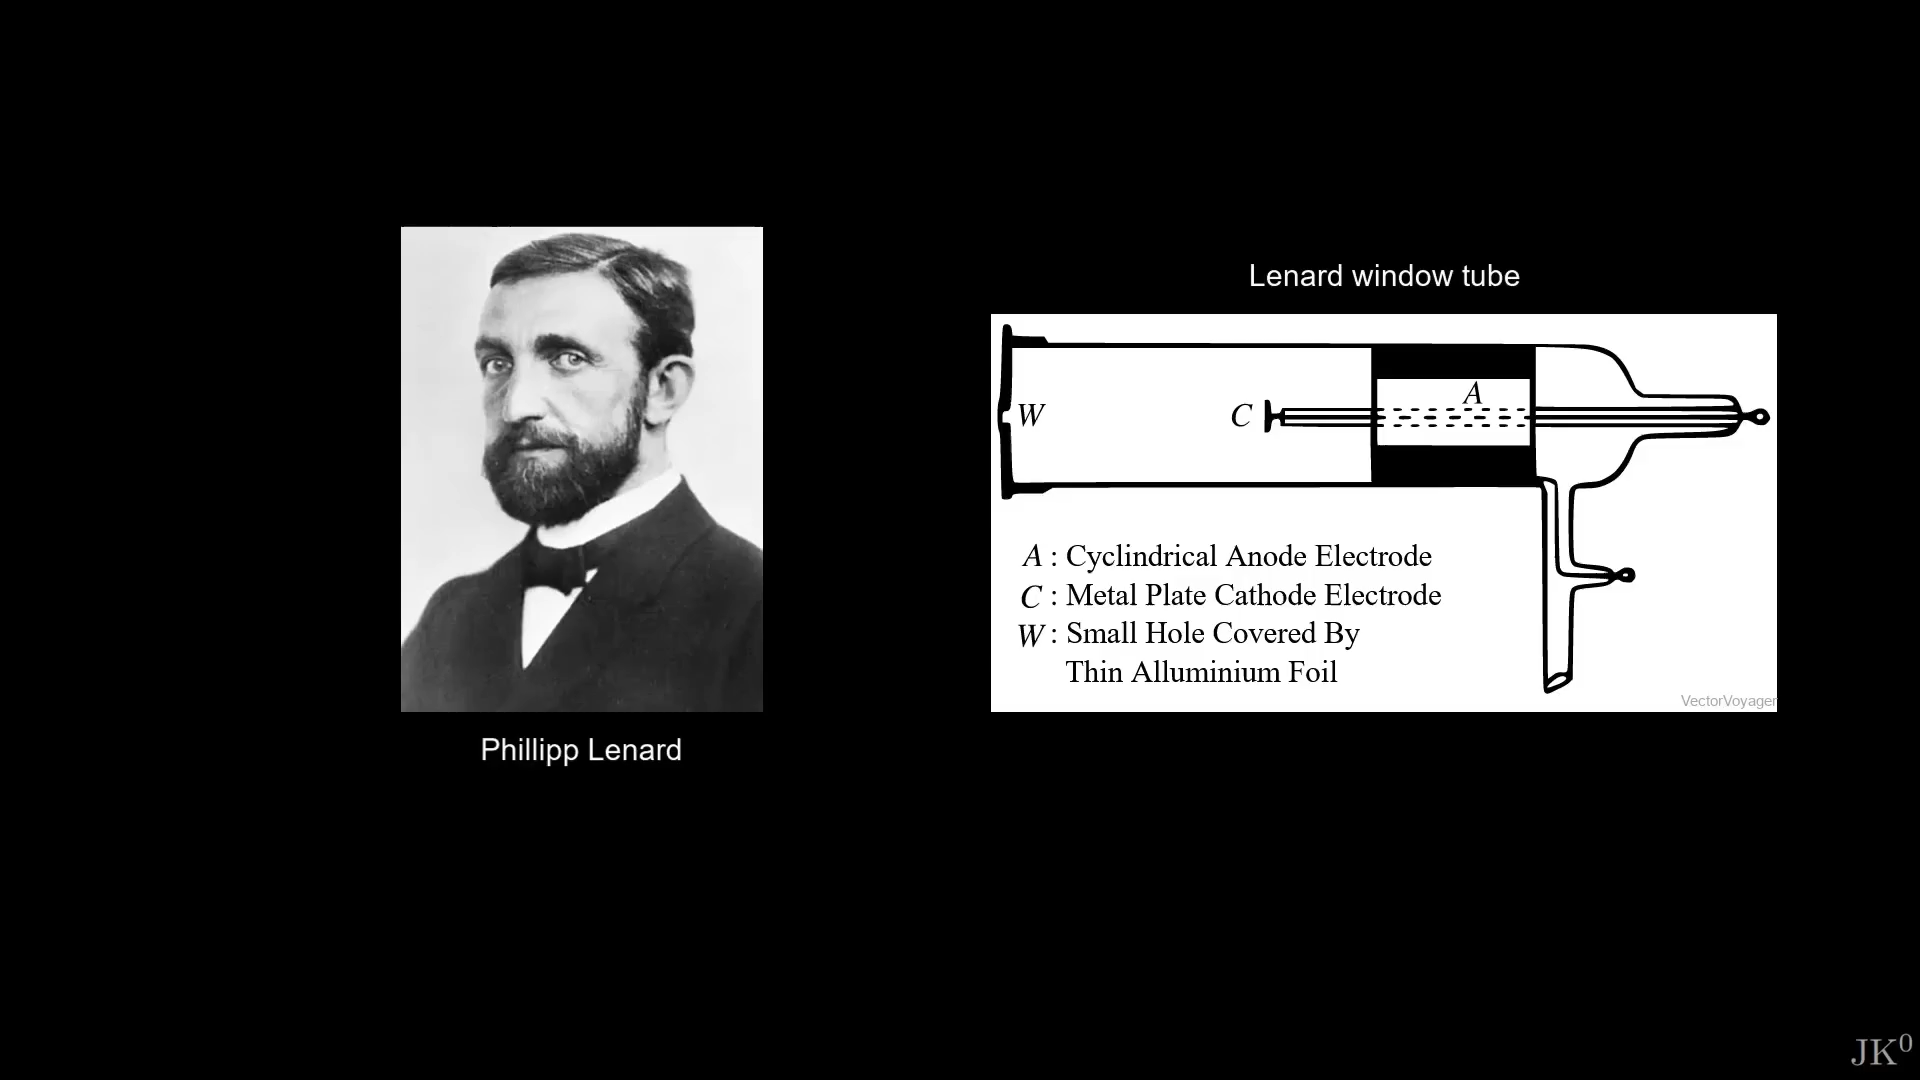 Lenard window tube
W
C
A
A : Cyclindrical Anode Electrode
C : Metal Plate Cathode Electrode
W : Small Hole Covered By
Thin Alluminium Foil
VectorVoyager
Phillipp Lenard
JK⁰